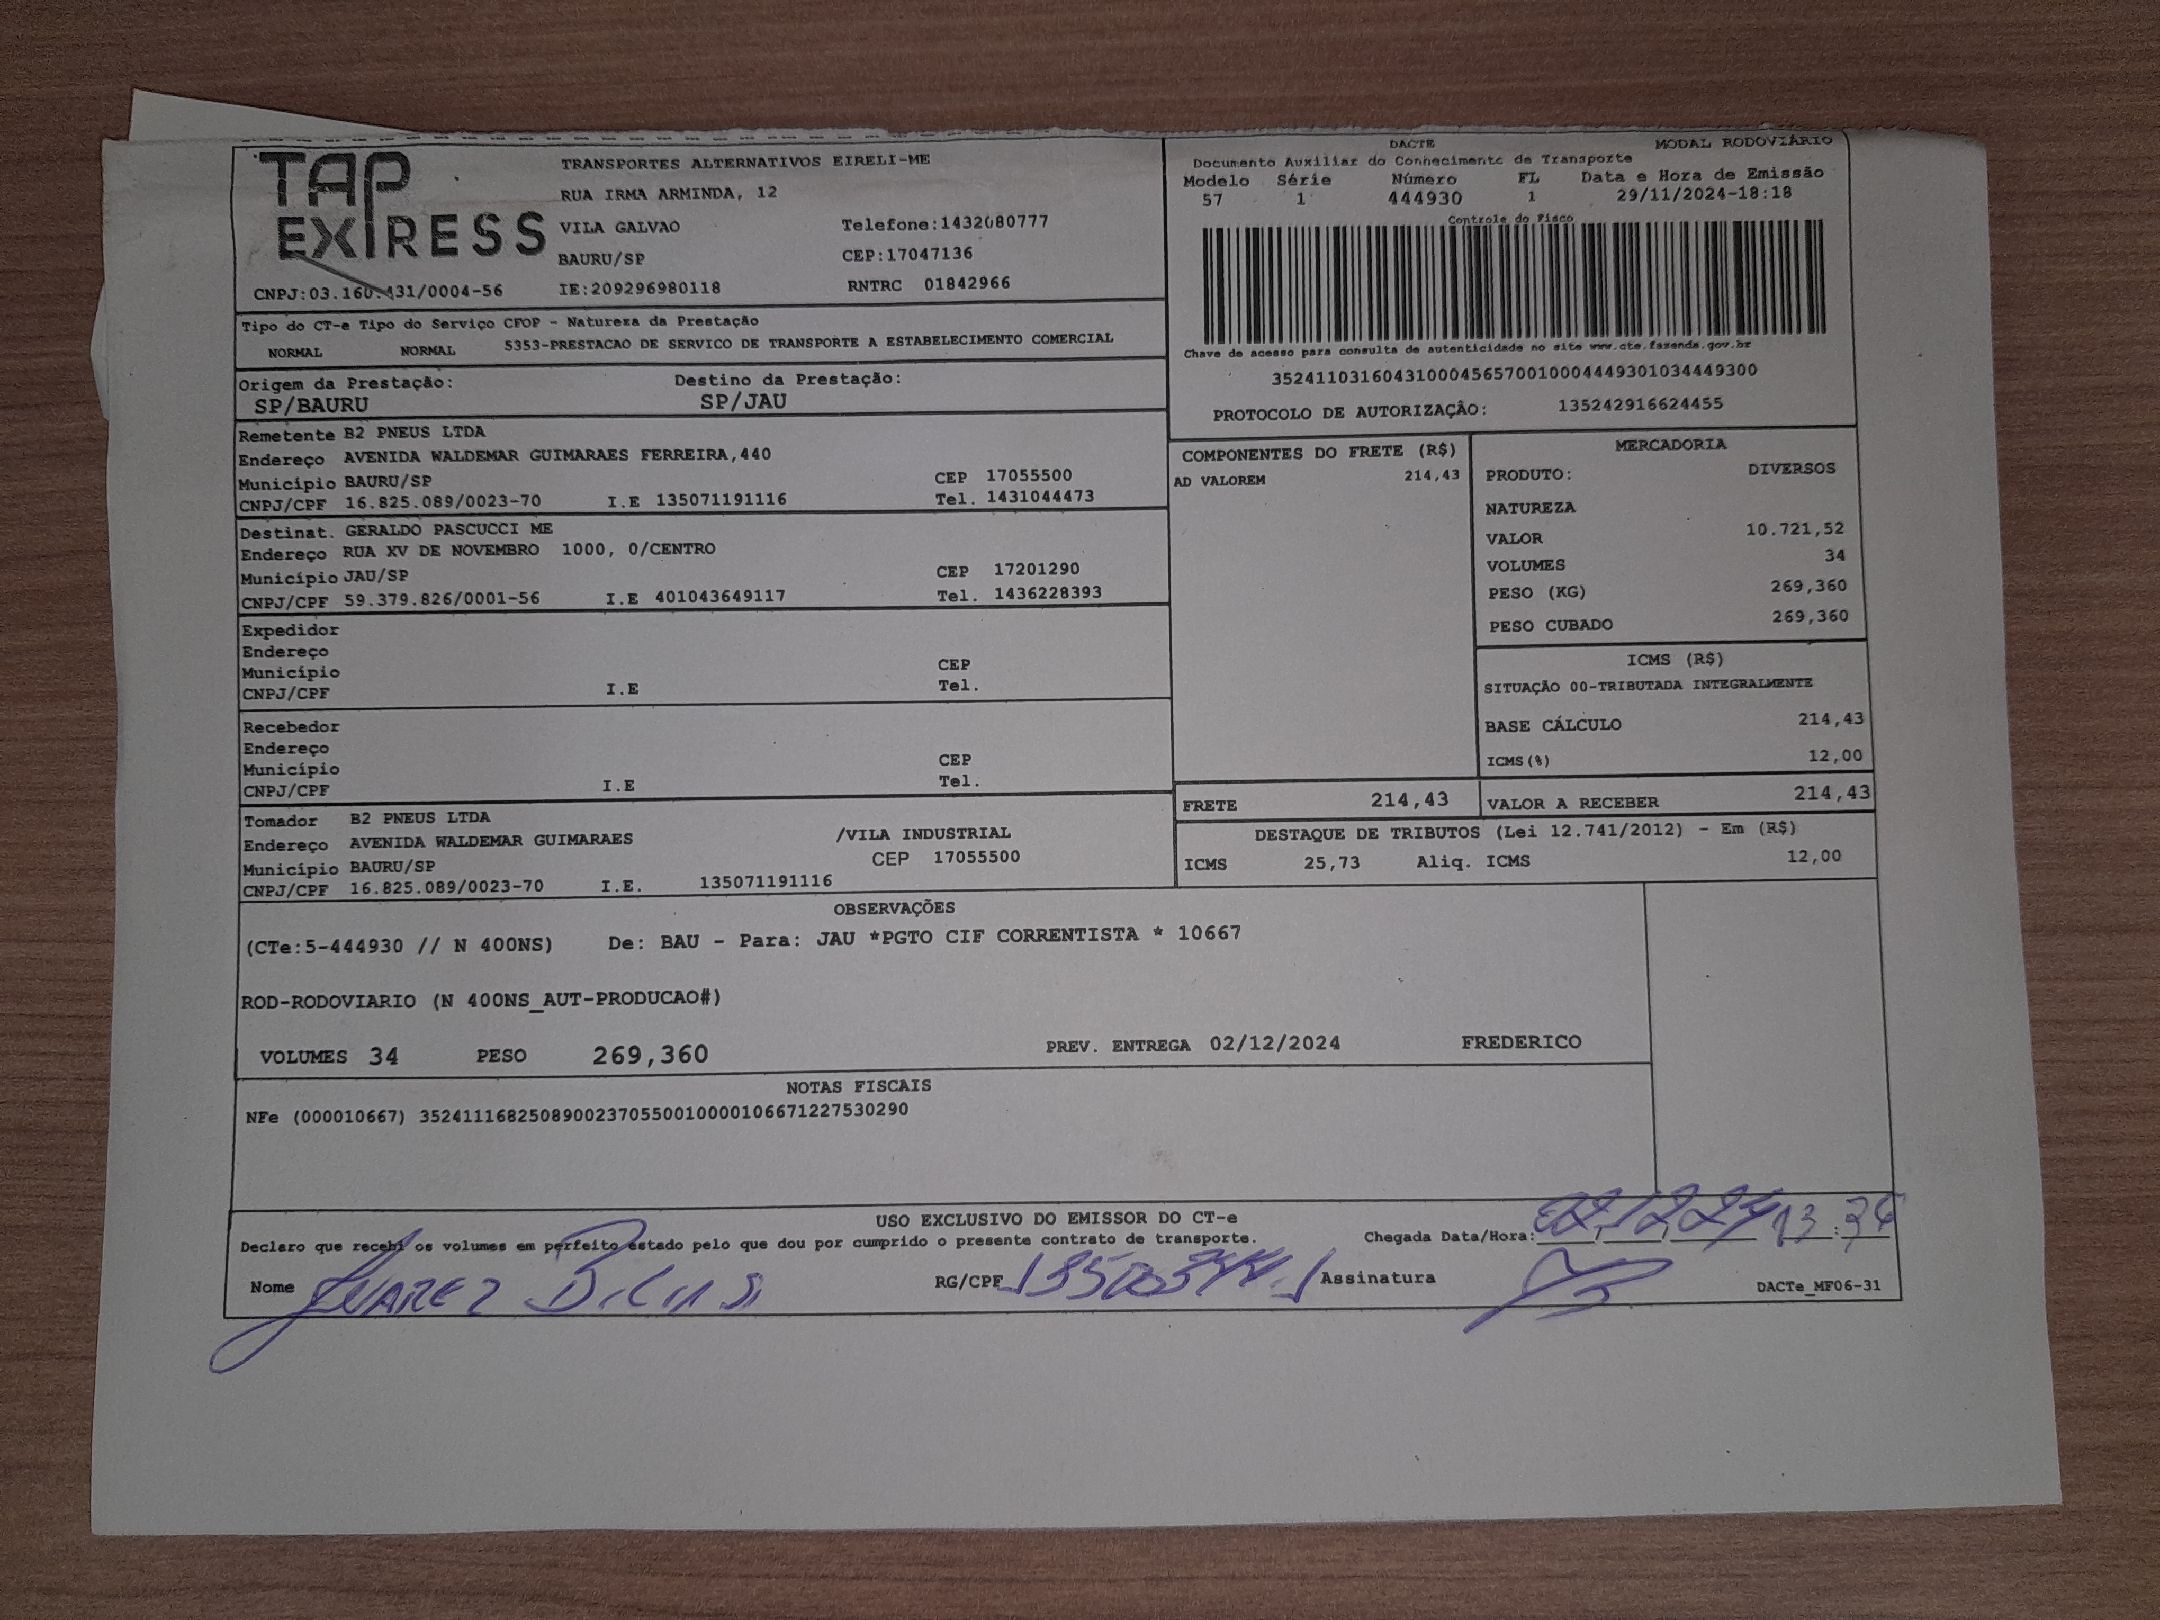 TAP EXPRESS
TRANSPORTES ALTERNATIVOS EIRELI-ME
RUA IRMA ARMINDA, 12
VILA GALVAO Telefone:1432080777
BAURU/SP CEP:17047136
CNPJ:03.160.431/0004-56 IE:209296980118 RNTRC 01842966
DACTE MODAL RODOVIÁRIO
Documento Auxiliar do Conhecimento de Transporte
Modelo Série Número FL Data e Hora de Emissão
57 1 444930 1 29/11/2024-18:18
Controle do Fisco
Chave de acesso para consulta de autenticidade no site www.cte.fazenda.gov.br
35241103160431000456570010004449301034449300
PROTOCOLO DE AUTORIZAÇÃO: 135242916624455
Tipo do CT-e Tipo do Serviço CFOP - Natureza da Prestação
NORMAL NORMAL 5353-PRESTACAO DE SERVICO DE TRANSPORTE A ESTABELECIMENTO COMERCIAL
Origem da Prestação: Destino da Prestação:
SP/BAURU SP/JAU
Remetente B2 PNEUS LTDA
Endereço AVENIDA WALDEMAR GUIMARAES FERREIRA,440
Município BAURU/SP CEP 17055500
CNPJ/CPF 16.825.089/0023-70 I.E 135071191116 Tel. 1431044473
Destinat. GERALDO PASCUCCI ME
Endereço RUA XV DE NOVEMBRO 1000, 0/CENTRO
Município JAU/SP CEP 17201290
CNPJ/CPF 59.379.826/0001-56 I.E 401043649117 Tel. 1436228393
Expedidor
Endereço
Município CEP
CNPJ/CPF I.E Tel.
Recebedor
Endereço
Município CEP
CNPJ/CPF I.E Tel.
Tomador B2 PNEUS LTDA
Endereço AVENIDA WALDEMAR GUIMARAES /VILA INDUSTRIAL
Município BAURU/SP CEP 17055500
CNPJ/CPF 16.825.089/0023-70 I.E. 135071191116
COMPONENTES DO FRETE (R$)
AD VALOREM 214,43
MERCADORIA
PRODUTO: DIVERSOS
NATUREZA
VALOR 10.721,52
VOLUMES 34
PESO (KG) 269,360
PESO CUBADO 269,360
ICMS (R$)
SITUAÇÃO 00-TRIBUTADA INTEGRALMENTE
BASE CÁLCULO 214,43
ICMS(%) 12,00
FRETE 214,43 VALOR A RECEBER 214,43
DESTAQUE DE TRIBUTOS (Lei 12.741/2012) - Em (R$)
ICMS 25,73 Aliq. ICMS 12,00
OBSERVAÇÕES
(CTe:5-444930 // N 400NS) De: BAU - Para: JAU *PGTO CIF CORRENTISTA * 10667
ROD-RODOVIARIO (N 400NS_AUT-PRODUCAO#)
VOLUMES 34 PESO 269,360 PREV. ENTREGA 02/12/2024 FREDERICO
NOTAS FISCAIS
NFe (000010667) 35241116825089002370550010000106671227530290
USO EXCLUSIVO DO EMISSOR DO CT-e
Declaro que recebi os volumes em perfeito estado pelo que dou por cumprido o presente contrato de transporte. Chegada Data/Hora:
Nome JUAREZ RG/CPF Assinatura DACTe_MF06-31